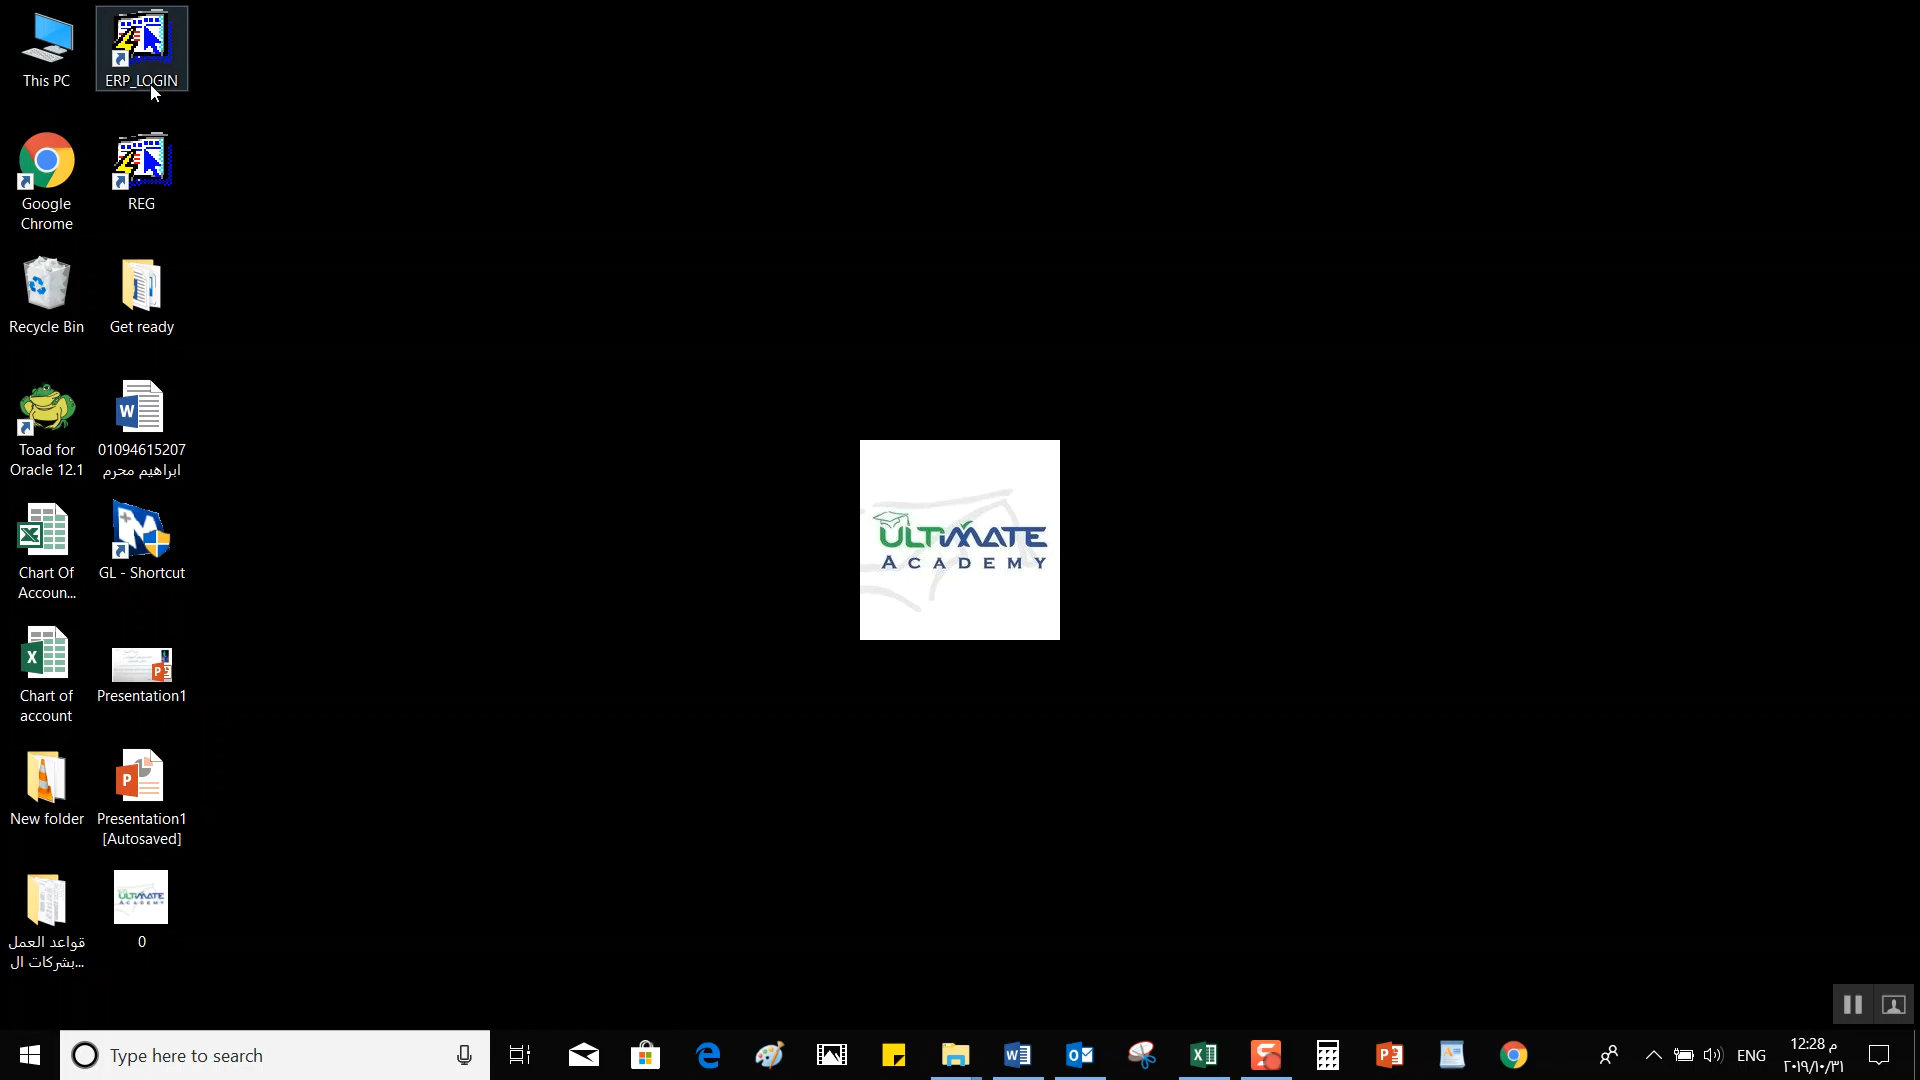 This PC
ERP_LOGIN
Google
Chrome
REG
Recycle Bin
Get ready
Toad for
Oracle 12.1
01094615207
ابراهيم محرم
Chart Of
Accoun...
GL - Shortcut
Chart of
account
Presentation1
New folder
Presentation1
[Autosaved]
قواعد العمل
بشركات ال...
0
ULTIMATE
ACADEMY
Type here to search
ENG
12:28 م
٢٠١٩/١٠/٣١